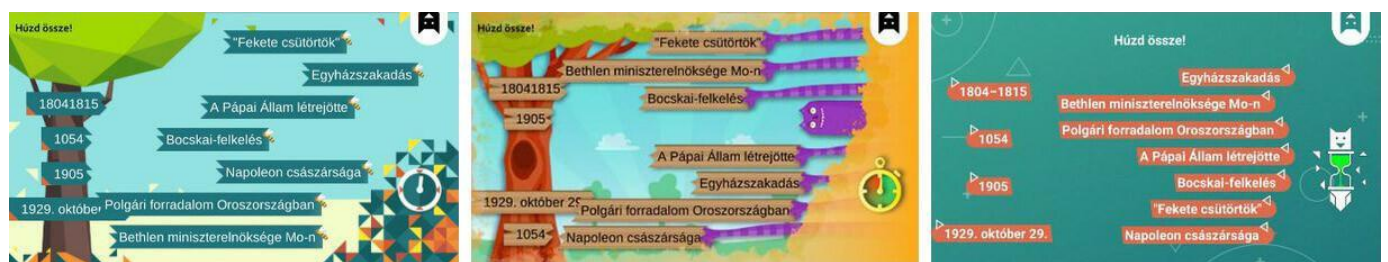 Húzd össze!
"Fekete csütörtök"
Egyházszakadás
18041815
A Pápai Állam létrejötte
1054
Bocskai-felkelés
1905
Napoleon császársága
1929. október
Polgári forradalom Oroszországban
Bethlen miniszterelnöksége Mo-n
Húzd össze!
"Fekete csütörtök"
Bethlen miniszterelnöksége Mo-n
18041815
Bocskai-felkelés
1905
A Pápai Állam létrejötte
Egyházszakadás
1929. október 29
Polgári forradalom Oroszországban
1054
Napoleon császársága
Húzd össze!
Egyházszakadás
1804–1815
Bethlen miniszterelnöksége Mo-n
Polgári forradalom Oroszországban
1054
A Pápai Állam létrejötte
1905
Bocskai-felkelés
"Fekete csütörtök"
1929. október 29.
Napoleon császársága